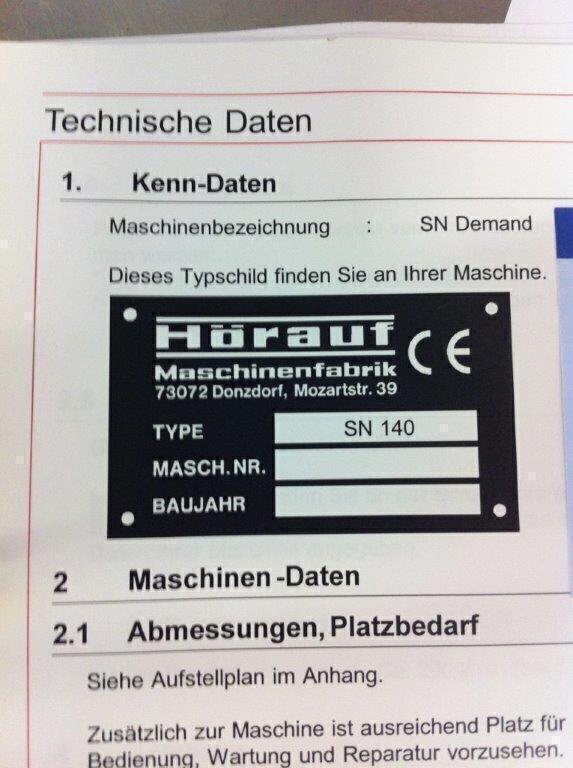 Technische Daten
1. Kenn-Daten
Maschinenbezeichnung : SN Demand
Dieses Typschild finden Sie an Ihrer Maschine.
Hörauf
Maschinenfabrik
73072 Donzdorf, Mozartstr. 39
CE
TYPE SN 140
MASCH.NR.
BAUJAHR
2 Maschinen-Daten
2.1 Abmessungen, Platzbedarf
Siehe Aufstellplan im Anhang.
Zusätzlich zur Maschine ist ausreichend Platz für
Bedienung, Wartung und Reparatur vorzusehen.